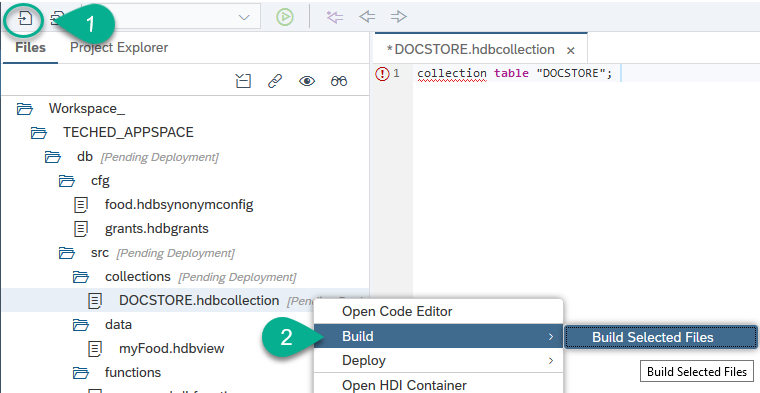 1
Files Project Explorer
*DOCSTORE.hdbcollection ×
1 collection table "DOCSTORE";
Workspace_
TECHED_APPSPACE
db [Pending Deployment]
cfg
food.hdbsynonymconfig
grants.hdbgrants
src [Pending Deployment]
collections [Pending Deployment]
DOCSTORE.hdbcollection
Open Code Editor
data
2 Build Build Selected Files
myFood.hdbview
Deploy
Build Selected Files
functions
Open HDI Container